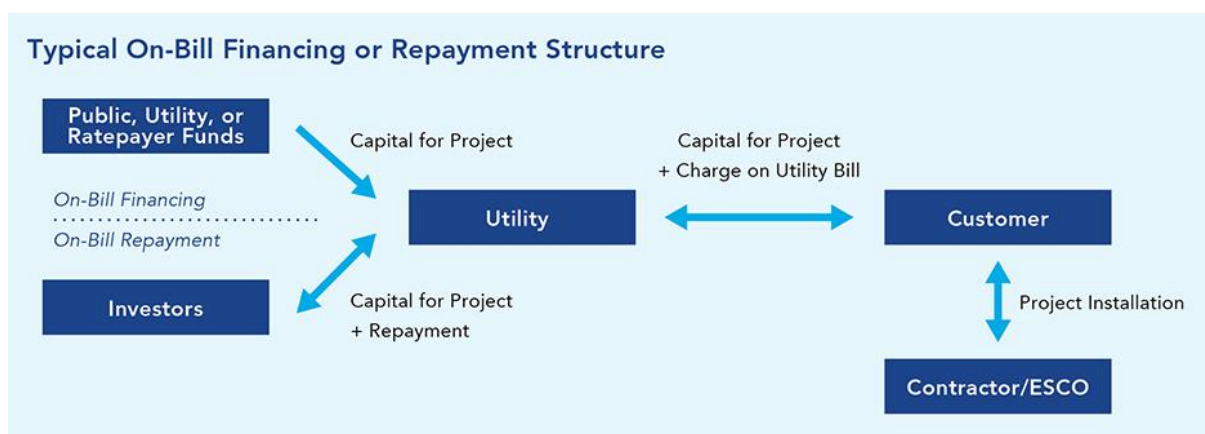 Typical On-Bill Financing or Repayment Structure
Public, Utility, or
Ratepayer Funds
Capital for Project
On-Bill Financing
On-Bill Repayment
Investors
Capital for Project
+ Repayment
Utility
Capital for Project
+ Charge on Utility Bill
Customer
Project Installation
Contractor/ESCO